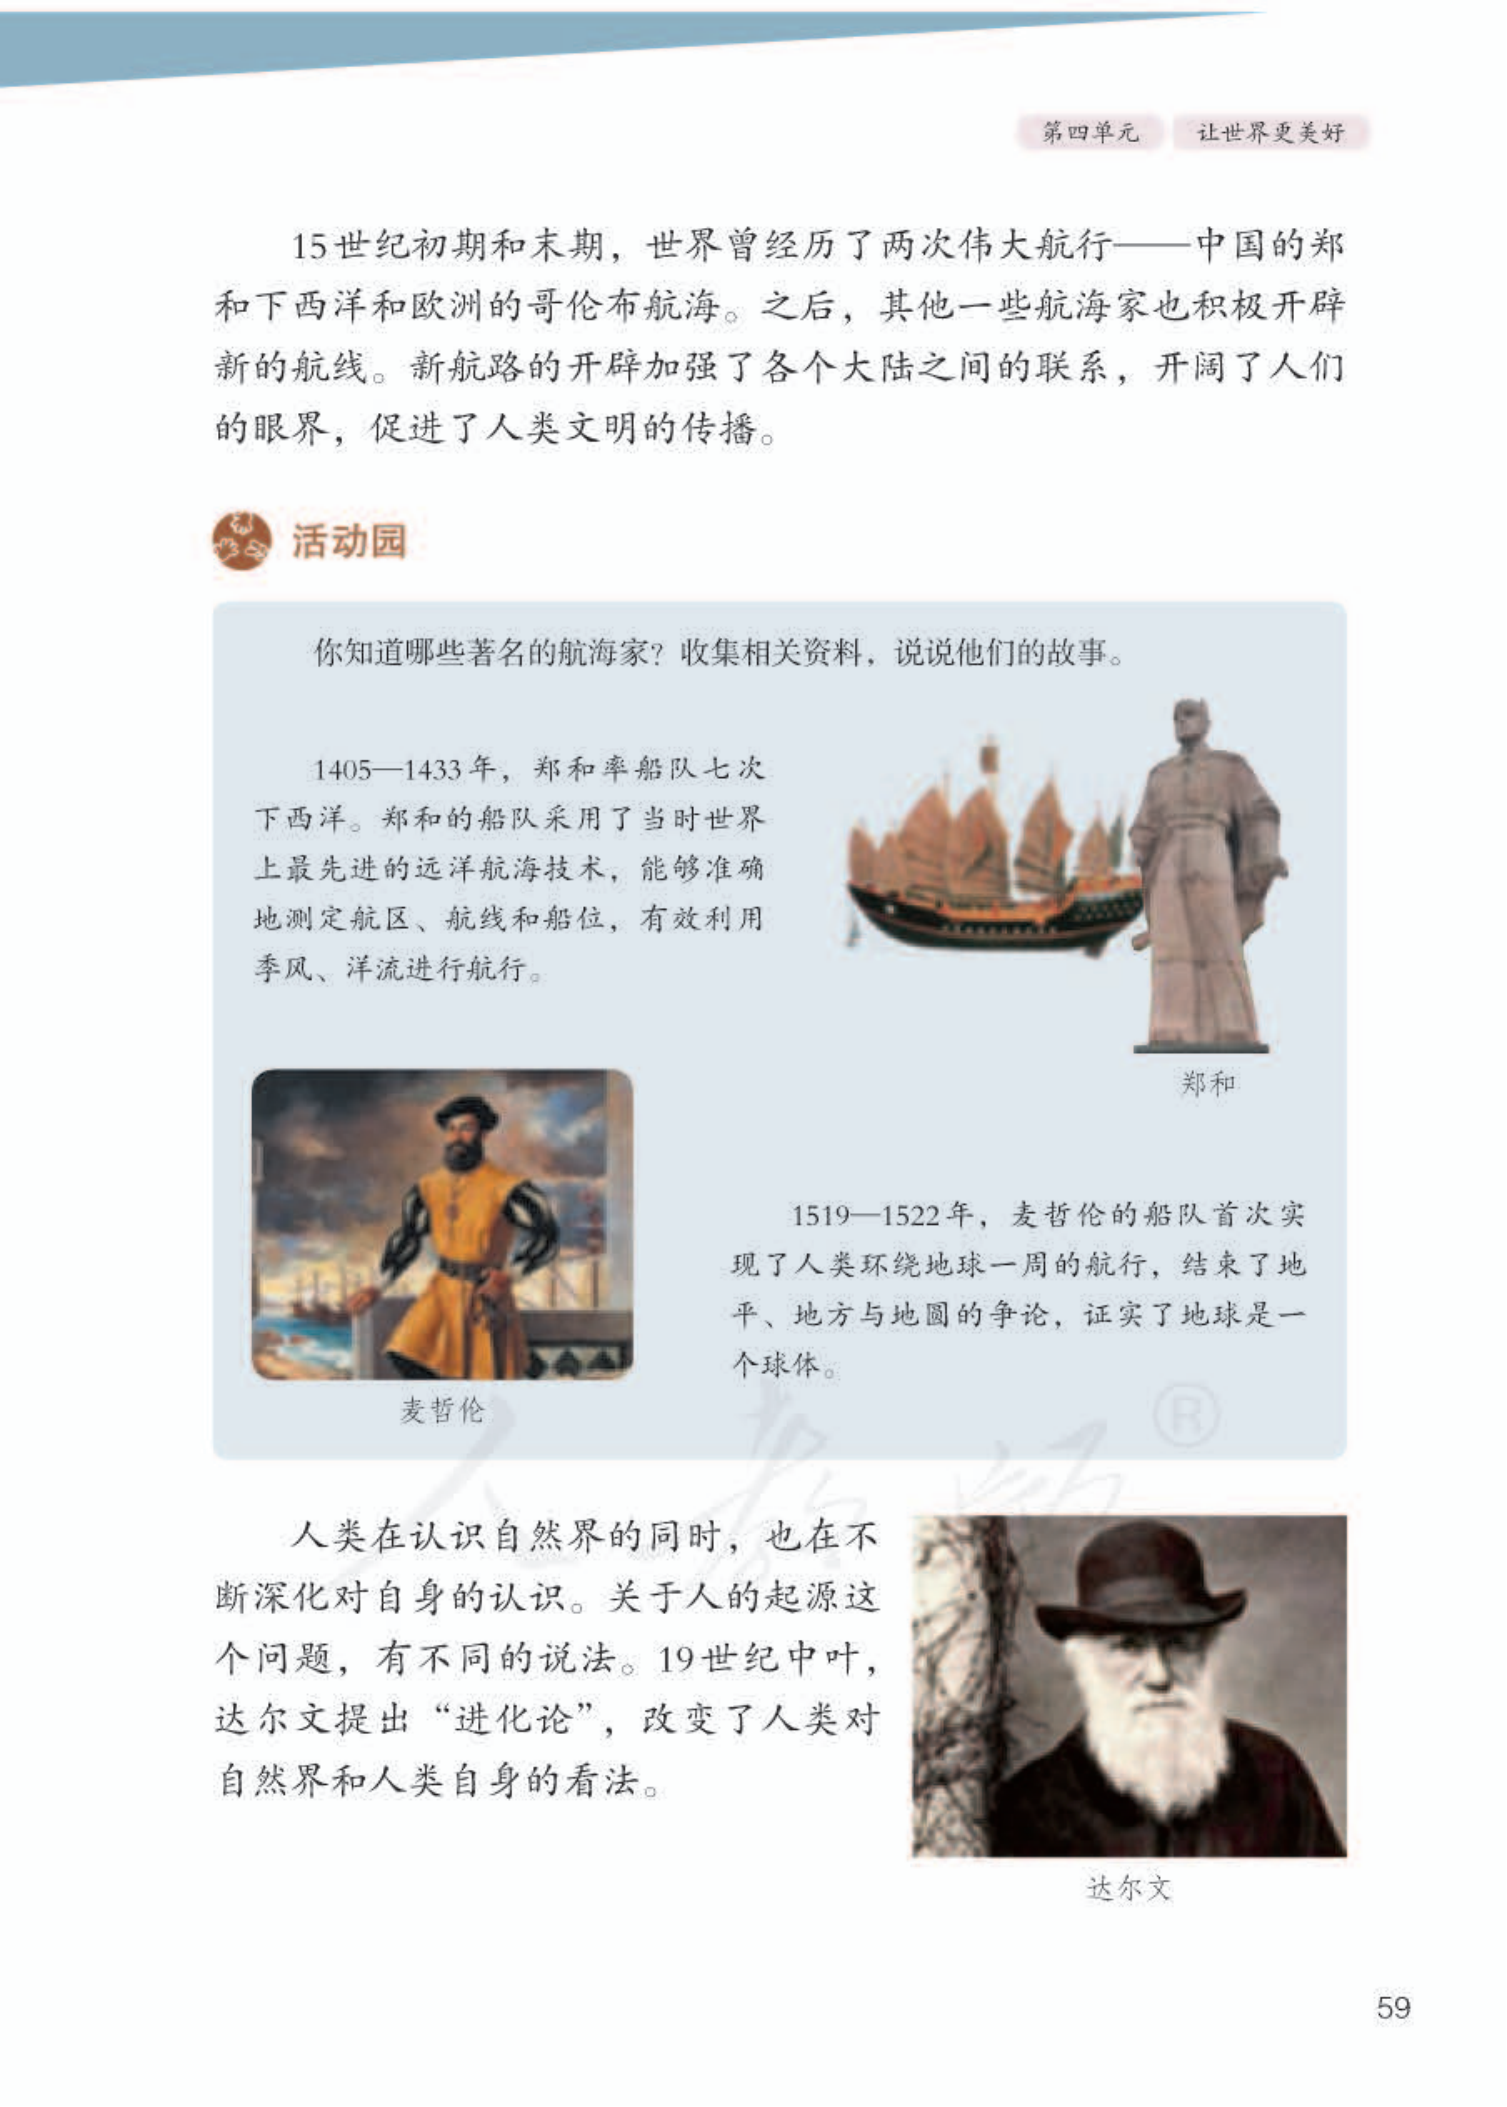 第四单元 让世界更美好
15世纪初期和末期，世界曾经历了两次伟大航行——中国的郑
和下西洋和欧洲的哥伦布航海。之后，其他一些航海家也积极开辟
新的航线。新航路的开辟加强了各个大陆之间的联系，开阔了人们
的眼界，促进了人类文明的传播。
活动园
你知道哪些著名的航海家？收集相关资料，说说他们的故事。
1405—1433年，郑和率船队七次
下西洋。郑和的船队采用了当时世界
上最先进的远洋航海技术，能够准确
地测定航区、航线和船位，有效利用
季风、洋流进行航行。
郑和
1519—1522年，麦哲伦的船队首次实
现了人类环绕地球一周的航行，结束了地
平、地方与地圆的争论，证实了地球是一
个球体。
麦哲伦
人类在认识自然界的同时，也在不
断深化对自身的认识。关于人的起源这
个问题，有不同的说法。19世纪中叶，
达尔文提出“进化论”，改变了人类对
自然界和人类自身的看法。
达尔文
59